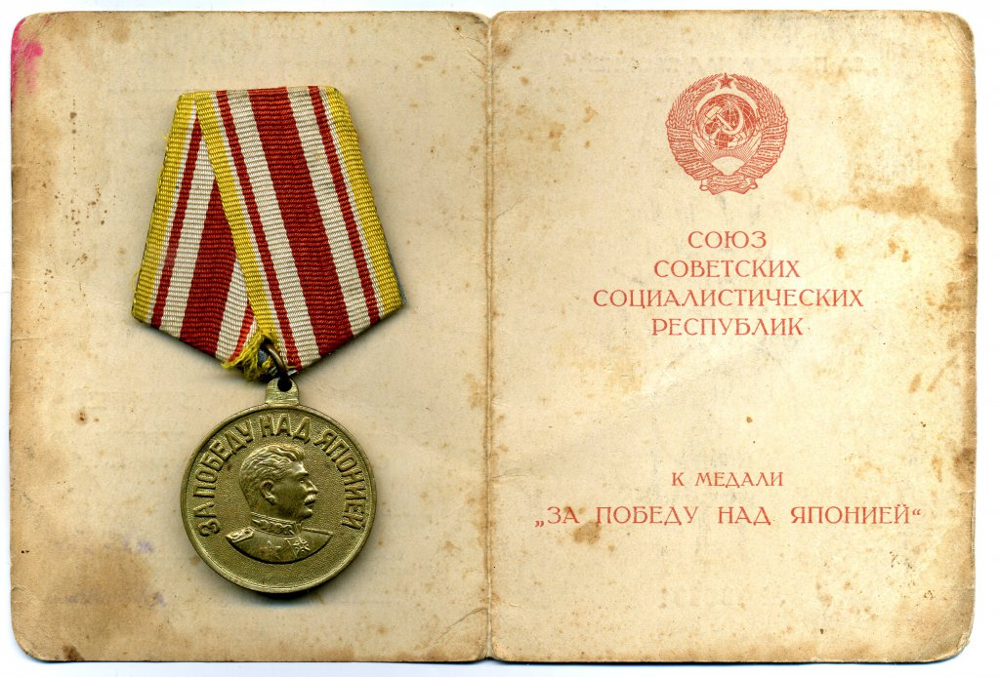 ЗА ПОБЕДУ НАД ЯПОНИЕЙ
СОЮЗ
СОВЕТСКИХ
СОЦИАЛИСТИЧЕСКИХ
РЕСПУБЛИК
К МЕДАЛИ
„ЗА ПОБЕДУ НАД ЯПОНИЕЙ“